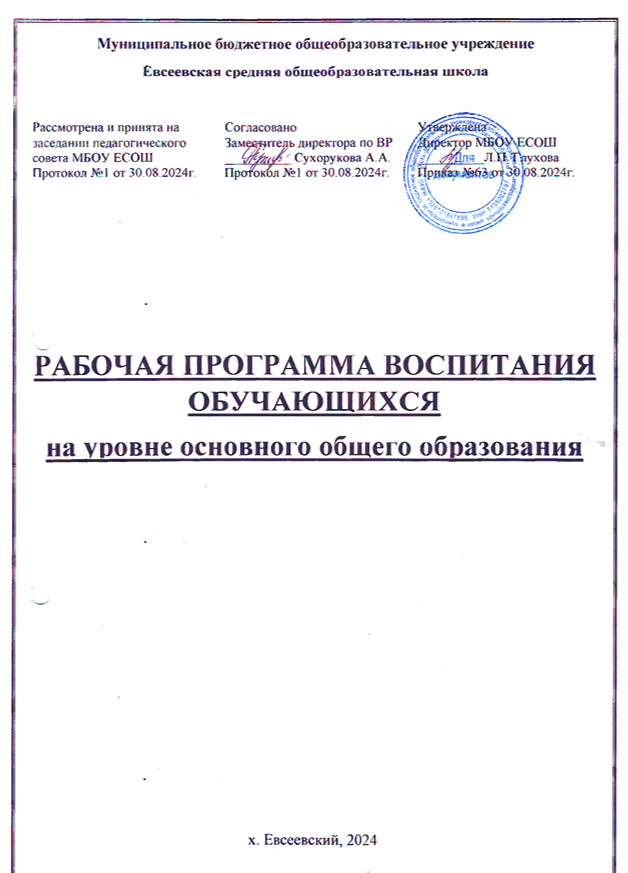 Муниципальное бюджетное общеобразовательное учреждение
Евсеевская средняя общеобразовательная школа
Рассмотрена и принята на
заседании педагогического
совета МБОУ ЕСОШ
Протокол №1 от 30.08.2024г.
Согласовано
Заместитель директора по ВР
Сухорукова А.А.
Протокол №1 от 30.08.2024г.
Утверждена
Директор МБОУ ЕСОШ
Л.П.Глухова
Приказ №63 от 30.08.2024г.
Для
документов
РАБОЧАЯ ПРОГРАММА ВОСПИТАНИЯ
ОБУЧАЮЩИХСЯ
на уровне основного общего образования
х. Евсеевский, 2024